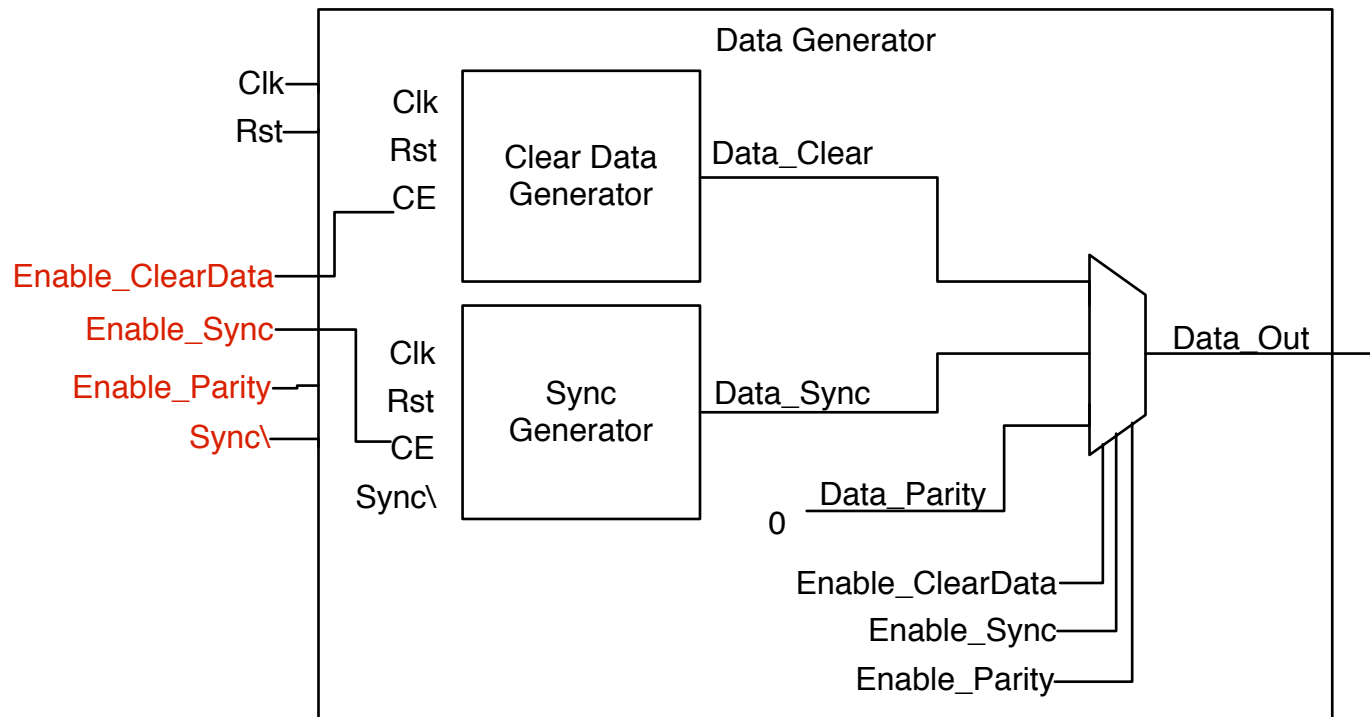 Data Generator
Clk
Rst
Enable_ClearData
Enable_Sync
Enable_Parity
Sync\
Clk
Rst
CE
Clear Data
Generator
Data_Clear
Clk
Rst
CE
Sync\
Sync
Generator
Data_Sync
0
Data_Parity
Enable_ClearData
Enable_Sync
Enable_Parity
Data_Out